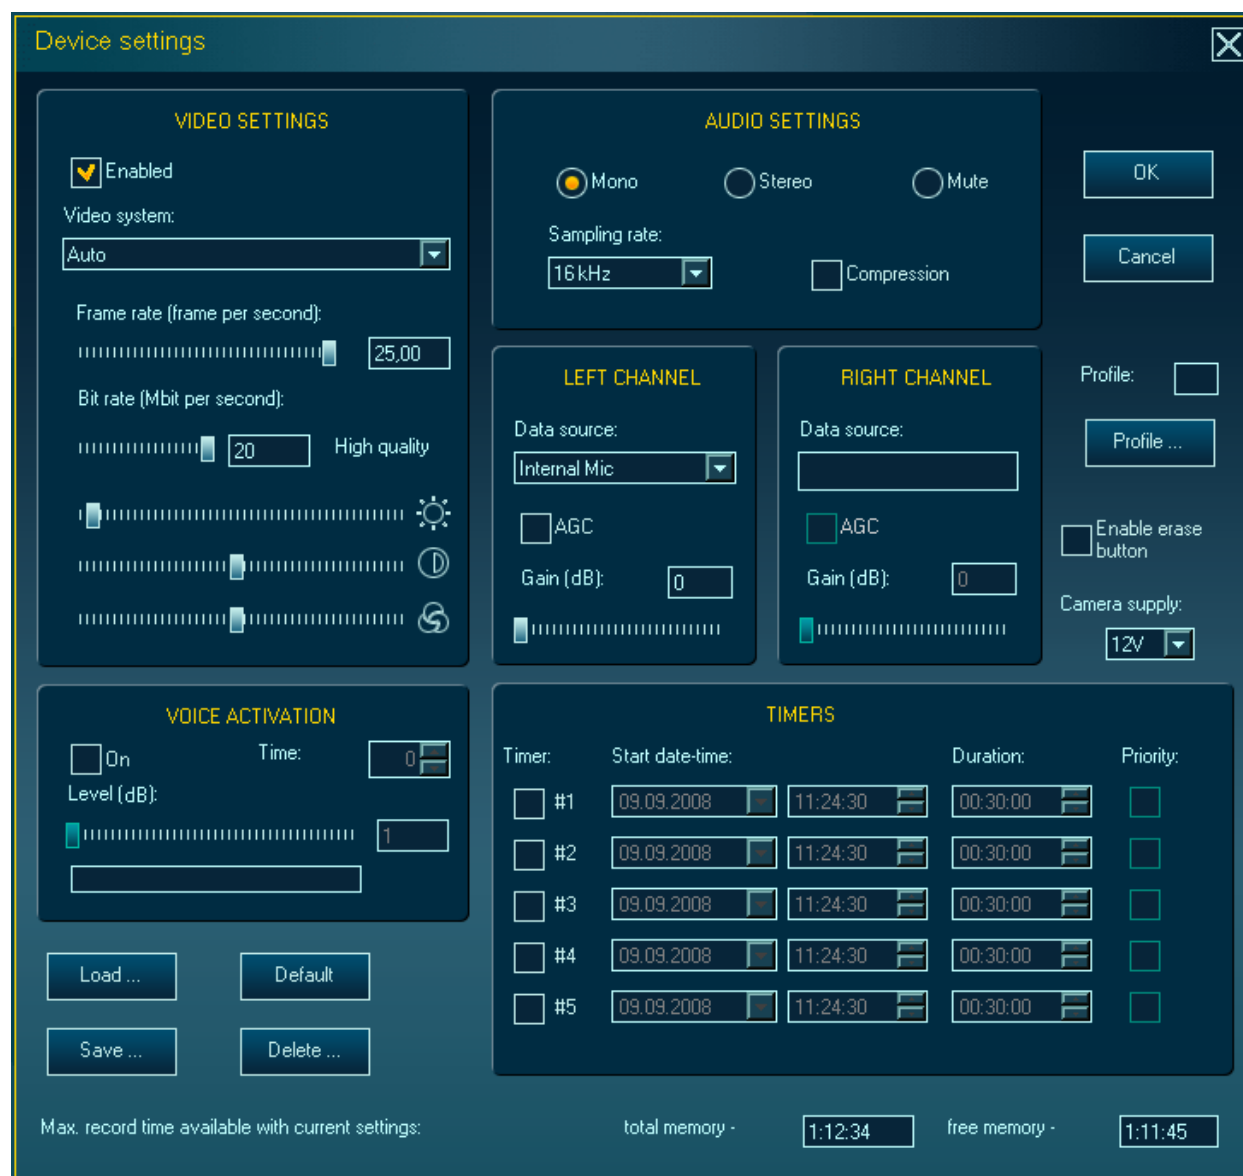 Device settings
VIDEO SETTINGS
Enabled
Video system:
Auto
Frame rate (frame per second):
25,00
Bit rate (Mbit per second):
20 High quality
AUDIO SETTINGS
Mono Stereo Mute
Sampling rate:
16kHz Compression
OK
Cancel
LEFT CHANNEL
Data source:
Internal Mic
AGC
Gain (dB): 0
RIGHT CHANNEL
Data source:
AGC
Gain (dB): 0
Profile:
Profile ...
Enable erase
button
Camera supply:
12V
VOICE ACTIVATION
On Time: 0
Level (dB):
1
TIMERS
Timer: Start date-time: Duration: Priority:
#1 09.09.2008 11:24:30 00:30:00
#2 09.09.2008 11:24:30 00:30:00
#3 09.09.2008 11:24:30 00:30:00
#4 09.09.2008 11:24:30 00:30:00
#5 09.09.2008 11:24:30 00:30:00
Load ... Default
Save ... Delete ...
Max. record time available with current settings: total memory - 1:12:34 free memory - 1:11:45